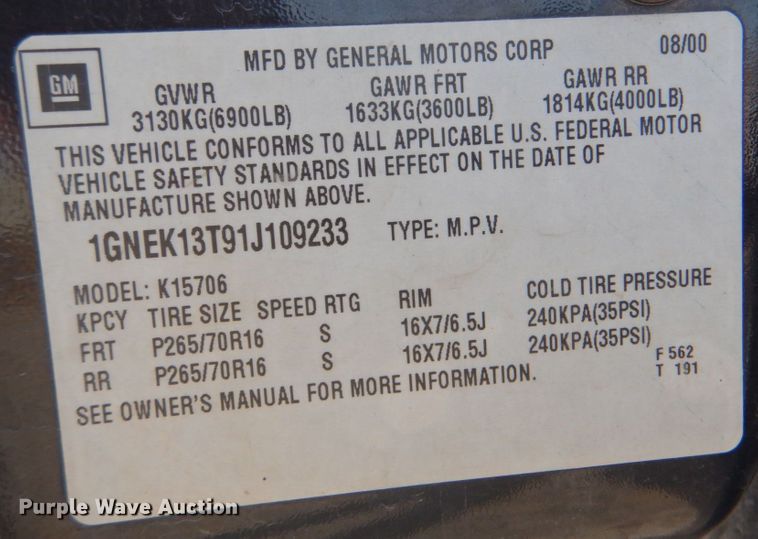 MFD BY GENERAL MOTORS CORP 08/00
GM
GVWR GAWR FRT GAWR RR
3130KG(6900LB) 1633KG(3600LB) 1814KG(4000LB)
THIS VEHICLE CONFORMS TO ALL APPLICABLE U.S. FEDERAL MOTOR
VEHICLE SAFETY STANDARDS IN EFFECT ON THE DATE OF
MANUFACTURE SHOWN ABOVE.
1GNEK13T91J109233 TYPE: M.P.V.
MODEL: K15706
KPCY TIRE SIZE SPEED RTG RIM COLD TIRE PRESSURE
FRT P265/70R16 S 16X7/6.5J 240KPA(35PSI)
RR P265/70R16 S 16X7/6.5J 240KPA(35PSI)
F 562
T 191
SEE OWNER'S MANUAL FOR MORE INFORMATION.
Purple Wave Auction